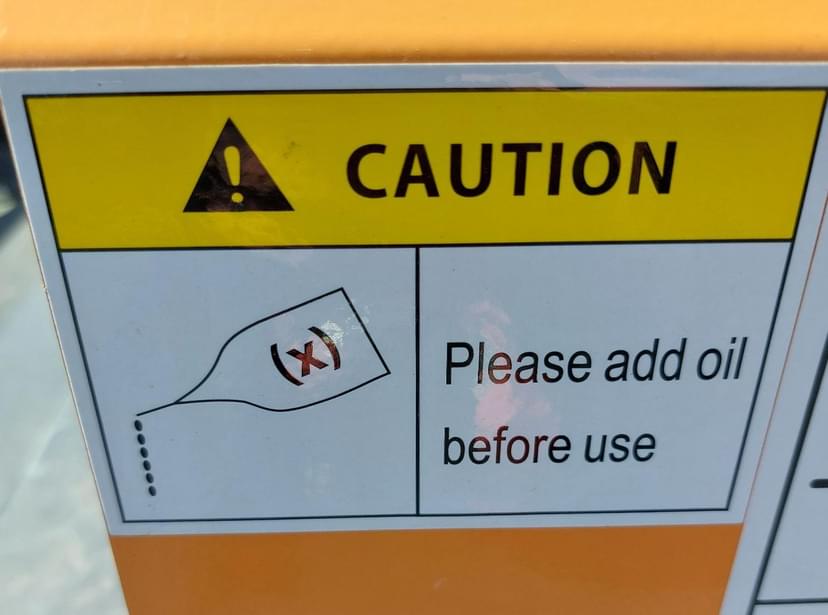 CAUTION
(x)
Please add oil
before use